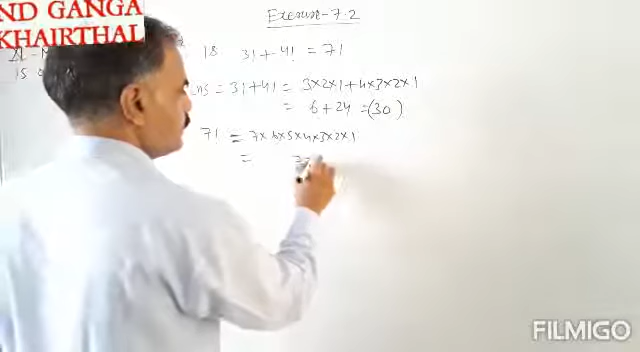 ND GANGA
KHAIRTHAL
Exercise-7.2
18 3! + 4! = 7!
= 3! + 4! = 3×2×1+4×3×2×1
= 6 + 24 = (30)
7! = 7×6×5×4×3×2×1
=
FILMIGO